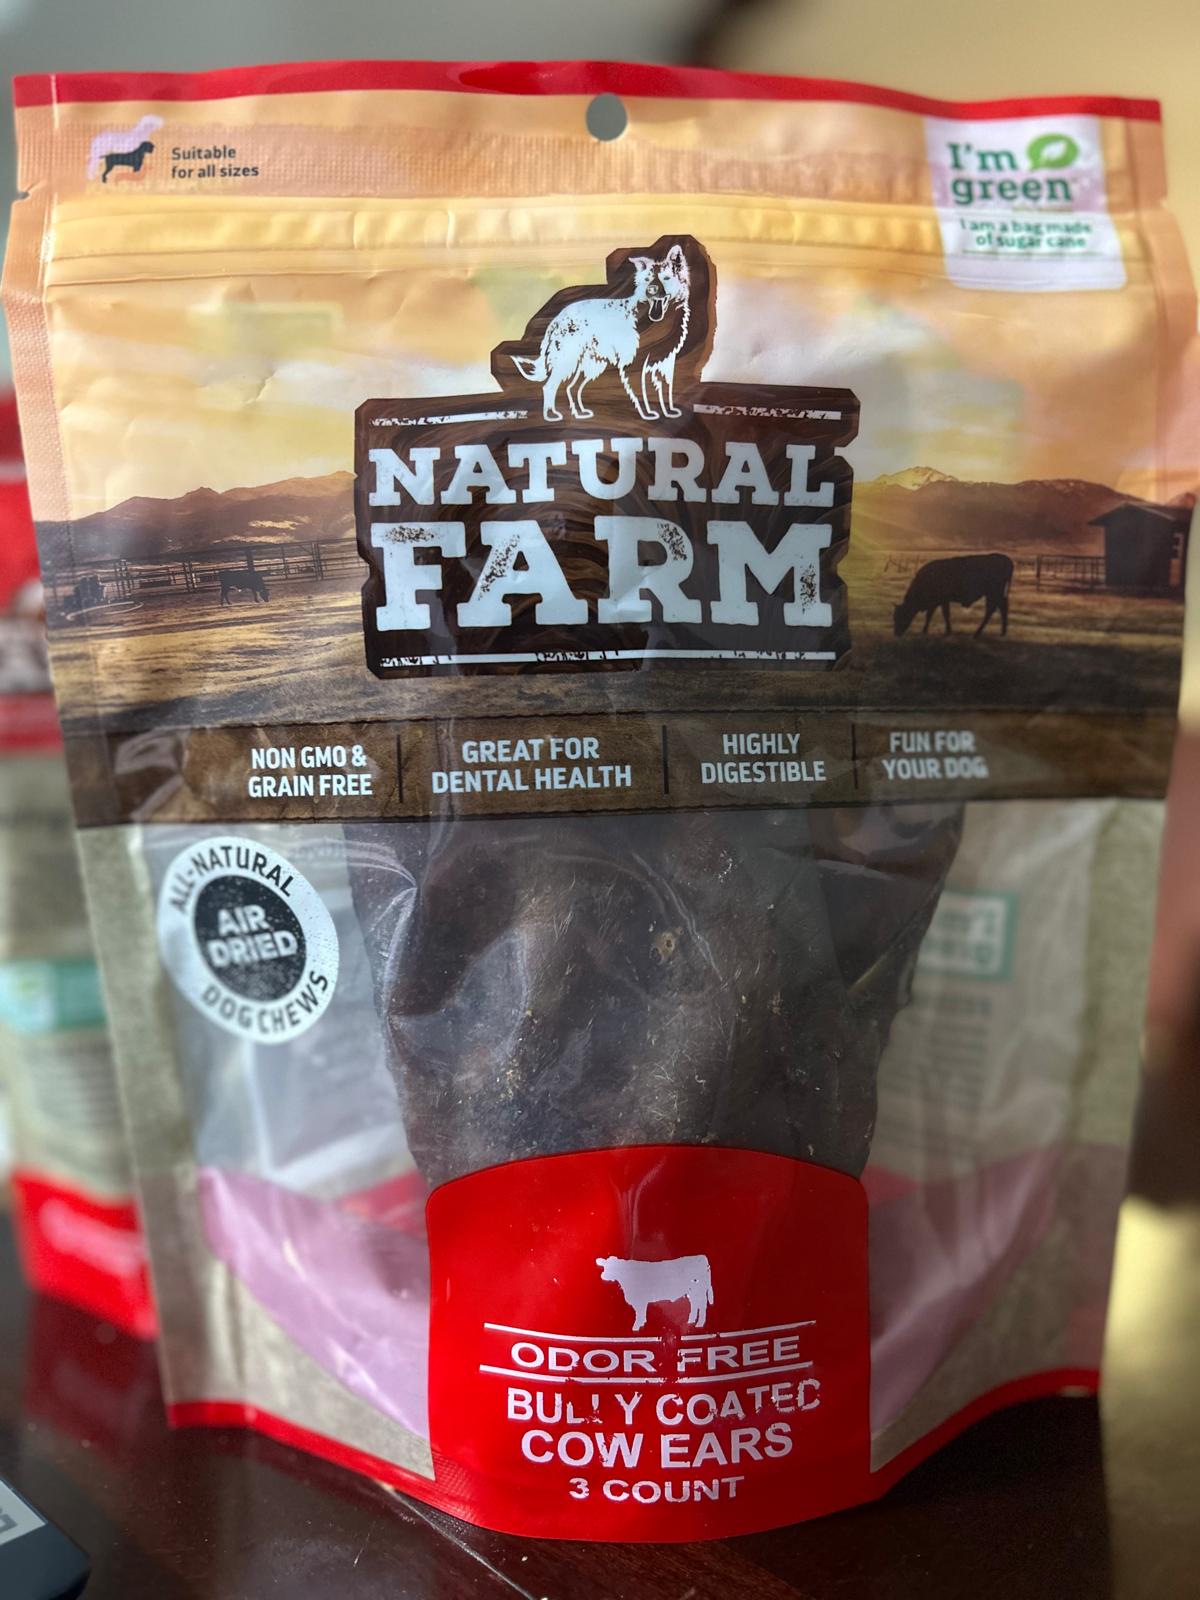 Suitable
for all sizes
I'm
green
I am a bag made
of sugar cane
NATURAL
FARM
NON GMO &
GRAIN FREE
GREAT FOR
DENTAL HEALTH
HIGHLY
DIGESTIBLE
FUN FOR
YOUR DOG
ALL-NATURAL
AIR
DRIED
DOG CHEWS
ODOR FREE
BULLY COATED
COW EARS
3 COUNT